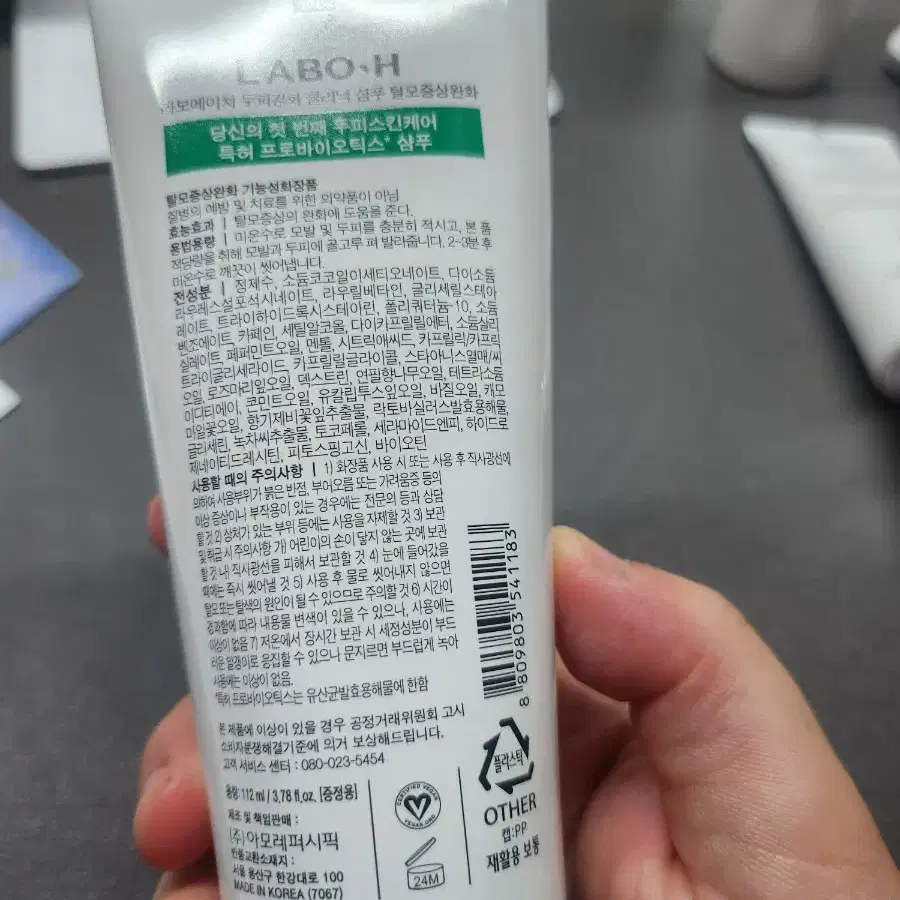 LABO-H
두피강화 클리닉 샴푸 탈모증상완화
당신의 첫 번째 두피스킨케어
특허 프로바이오틱스* 샴푸
탈모증상완화 기능성화장품
질병의 예방 및 치료를 위한 의약품이 아님
효능효과 | 탈모증상의 완화에 도움을 준다.
용법용량 | 미온수로 모발 및 두피를 충분히 적시고, 본 품
적당량을 취해 모발과 두피에 골고루 펴 발라줍니다. 2~3분 후
미온수로 깨끗이 씻어냅니다.
전성분 | 정제수, 소듐코코일이세티오네이트, 다이소듐
라우레스설포석시네이트, 라우릴베타인, 글리세릴스테아
레이트, 트라이하이드록시스테아린, 폴리쿼터늄-10, 소듐
벤조에이트, 카페인, 세틸알코올, 다이카프릴릴에터, 소듐살리
실레이트, 페퍼민트오일, 멘톨, 시트릭애씨드, 카프릴릭/카프릭
트라이글리세라이드, 카프릴릴글라이콜, 스타아니스열매/씨
오일, 로즈마리잎오일, 덱스트린, 연필향나무오일, 테트라소듐
이디티에이, 콘민트오일, 유칼립투스잎오일, 바질오일, 캐모
마일꽃오일, 향기제비꽃잎추출물, 락토바실러스발효용해물,
글리세린, 녹차씨추출물, 토코페롤, 세라마이드엔피, 하이드로
제네이티드레시틴, 피토스핑고신, 바이오틴
사용할 때의 주의사항 | 1) 화장품 사용 시 또는 사용 후 직사광선에
의하여 사용부위가 붉은 반점, 부어오름 또는 가려움증 등의
이상 증상이나 부작용이 있는 경우에는 전문의 등과 상담
할 것 2) 상처가 있는 부위 등에는 사용을 자제할 것 3) 보관
및 취급 시 주의사항 가) 어린이의 손이 닿지 않는 곳에 보관
할 것 나) 직사광선을 피해서 보관할 것 4) 눈에 들어갔을
때에는 즉시 씻어낼 것 5) 사용 후 물로 씻어내지 않으면
탈모 또는 탈색의 원인이 될 수 있으므로 주의할 것 6) 시간이
경과함에 따라 내용물 변색이 있을 수 있으나, 사용에는
이상이 없음 7) 저온에서 장시간 보관 시 세정성분이 부드
러운 알갱이로 응집할 수 있으나 문지르면 부드럽게 녹아
사용에는 이상이 없음.
*특허 프로바이오틱스는 유산균발효용해물에 한함
8 809803 541183
본 제품에 이상이 있을 경우 공정거래위원회 고시
소비자분쟁해결기준에 의거 보상해드립니다.
고객 서비스 센터 : 080-023-5454
용량 112 ml / 3.78 fl.oz. [증정용]
제조 및 책임판매 :
(주)아모레퍼시픽
반품교환소재지 :
서울 용산구 한강대로 100
MADE IN KOREA (7067)
CERTIFIED VEGAN
VEGAN.ORG
24M
플라스틱
OTHER
캡:PP
재활용 보통